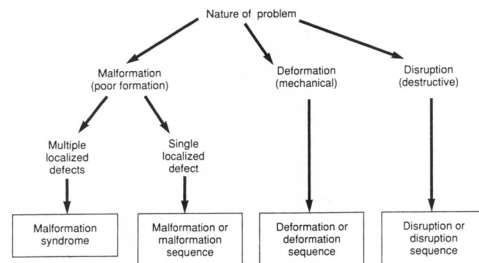 Nature of problem
Malformation
(poor formation)
Deformation
(mechanical)
Disruption
(destructive)
Multiple
localized
defects
Single
localized
defect
Malformation
syndrome
Malformation or
malformation
sequence
Deformation or
deformation
sequence
Disruption or
disruption
sequence